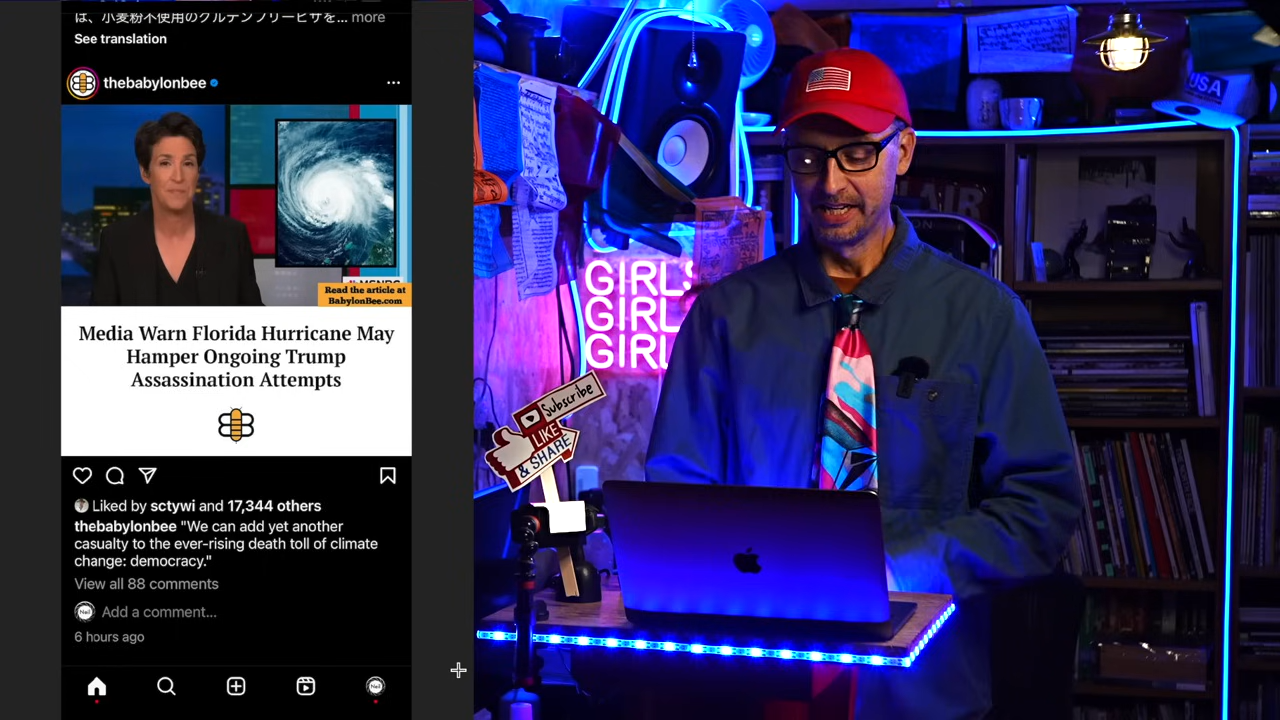 は、小麦粉不使用のグルテンフリーピザを... more
See translation
thebabylonbee
Read the article at
BabylonBee.com
Media Warn Florida Hurricane May
Hamper Ongoing Trump
Assassination Attempts
Liked by sctywi and 17,344 others
thebabylonbee "We can add yet another
casualty to the ever-rising death toll of climate
change: democracy."
View all 88 comments
Add a comment...
6 hours ago
USA
GIRLS
GIRL
GIRL
Subscribe
LIKE
& SHARE